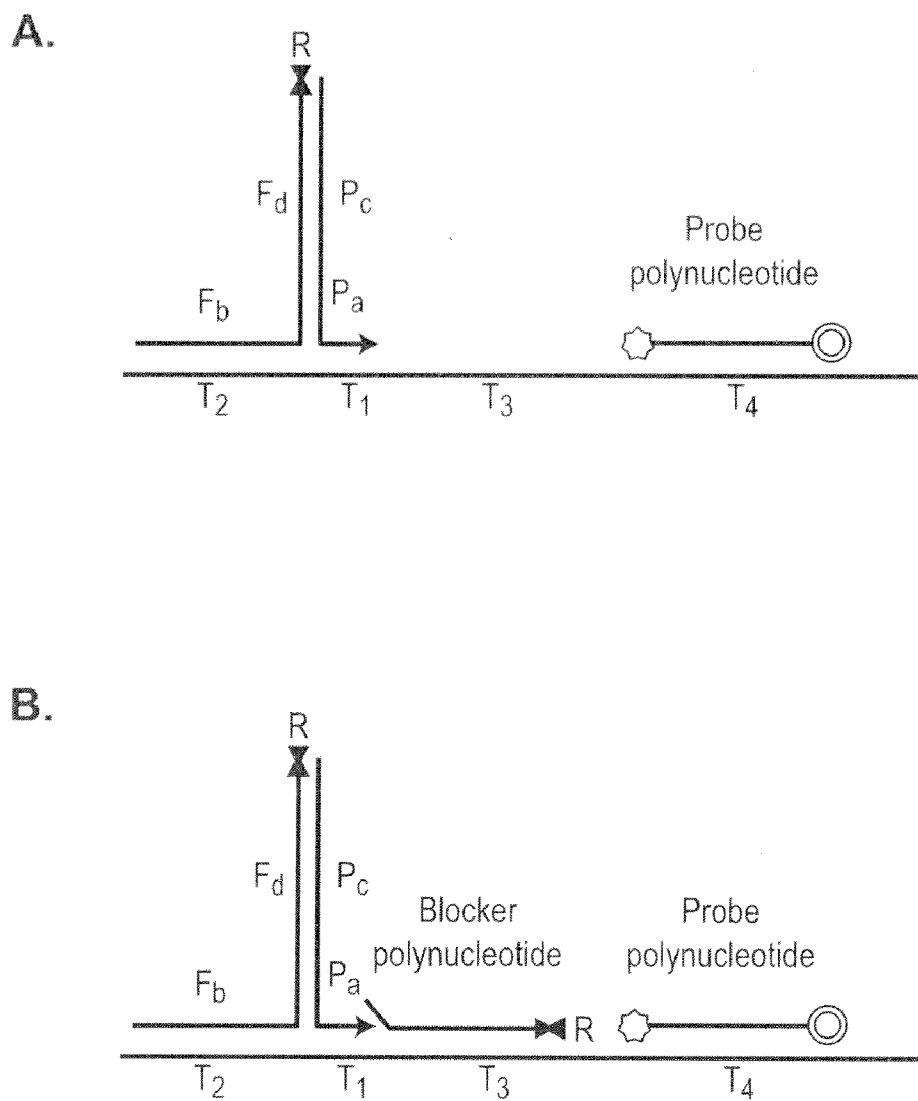 A.
R
F_d P_c
Probe
polynucleotide
F_b P_a
T_2 T_1 T_3 T_4
B.
R
F_d P_c
Blocker
polynucleotide
Probe
polynucleotide
F_b P_a
R
T_2 T_1 T_3 T_4